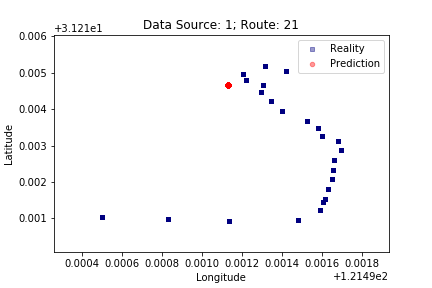 Data Source: 1; Route: 21
+3.121e1
Reality
Prediction
0.006
0.005
0.004
0.003
0.002
0.001
Latitude
0.0004 0.0006 0.0008 0.0010 0.0012 0.0014 0.0016 0.0018
Longitude
+1.2149e2